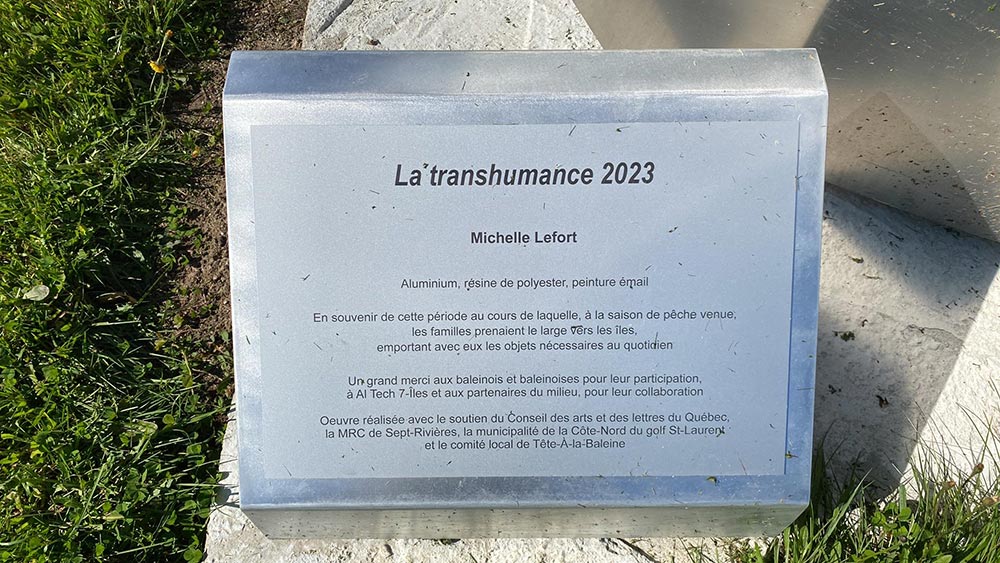 La transhumance 2023
Michelle Lefort
Aluminium, résine de polyester, peinture émail
En souvenir de cette période au cours de laquelle, à la saison de pêche venue,
les familles prenaient le large vers les îles,
emportant avec eux les objets nécessaires au quotidien
Un grand merci aux baleinois et baleinoises pour leur participation,
à Al Tech 7-Îles et aux partenaires du milieu, pour leur collaboration
Oeuvre réalisée avec le soutien du Conseil des arts et des lettres du Québec,
la MRC de Sept-Rivières, la municipalité de la Côte-Nord du golf St-Laurent
et le comité local de Tête-À-la-Baleine